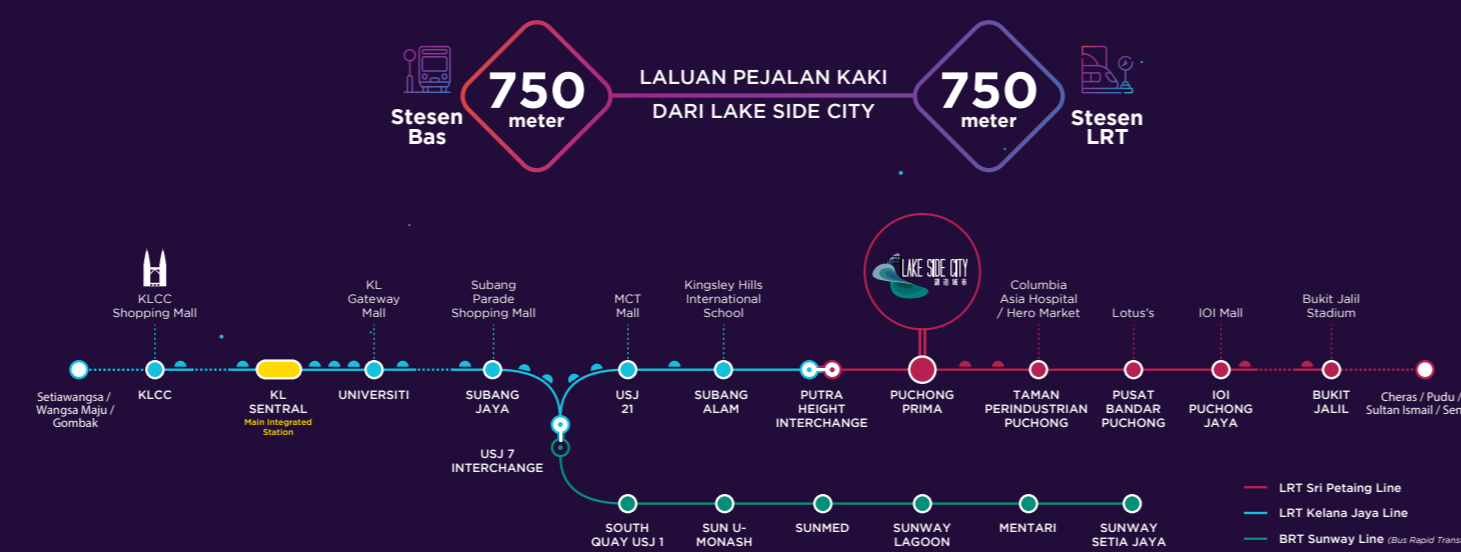 Stesen
Bas
750
meter
LALUAN PEJALAN KAKI
DARI LAKE SIDE CITY
750
meter
Stesen
LRT
LAKE SIDE CITY
湖边城市
KLCC
Shopping Mall
KL
Gateway
Mall
Subang
Parade
Shopping Mall
MCT
Mall
Kingsley Hills
International
School
Columbia
Asia Hospital
/ Hero Market
Lotus's
IOI Mall
Bukit Jalil
Stadium
Setiawangsa /
Wangsa Maju /
Gombak
KLCC
KL
SENTRAL
Main Integrated
Station
UNIVERSITI
SUBANG
JAYA
USJ
21
SUBANG
ALAM
PUTRA
HEIGHT
INTERCHANGE
PUCHONG
PRIMA
TAMAN
PERINDUSTRIAN
PUCHONG
PUSAT
BANDAR
PUCHONG
IOI
PUCHONG
JAYA
BUKIT
JALIL
Cheras / Pudu /
Sultan Ismail / Sen
USJ 7
INTERCHANGE
SOUTH
QUAY USJ 1
SUN U-
MONASH
SUNMED
SUNWAY
LAGOON
MENTARI
SUNWAY
SETIA JAYA
LRT Sri Petaing Line
LRT Kelana Jaya Line
BRT Sunway Line (Bus Rapid Trans